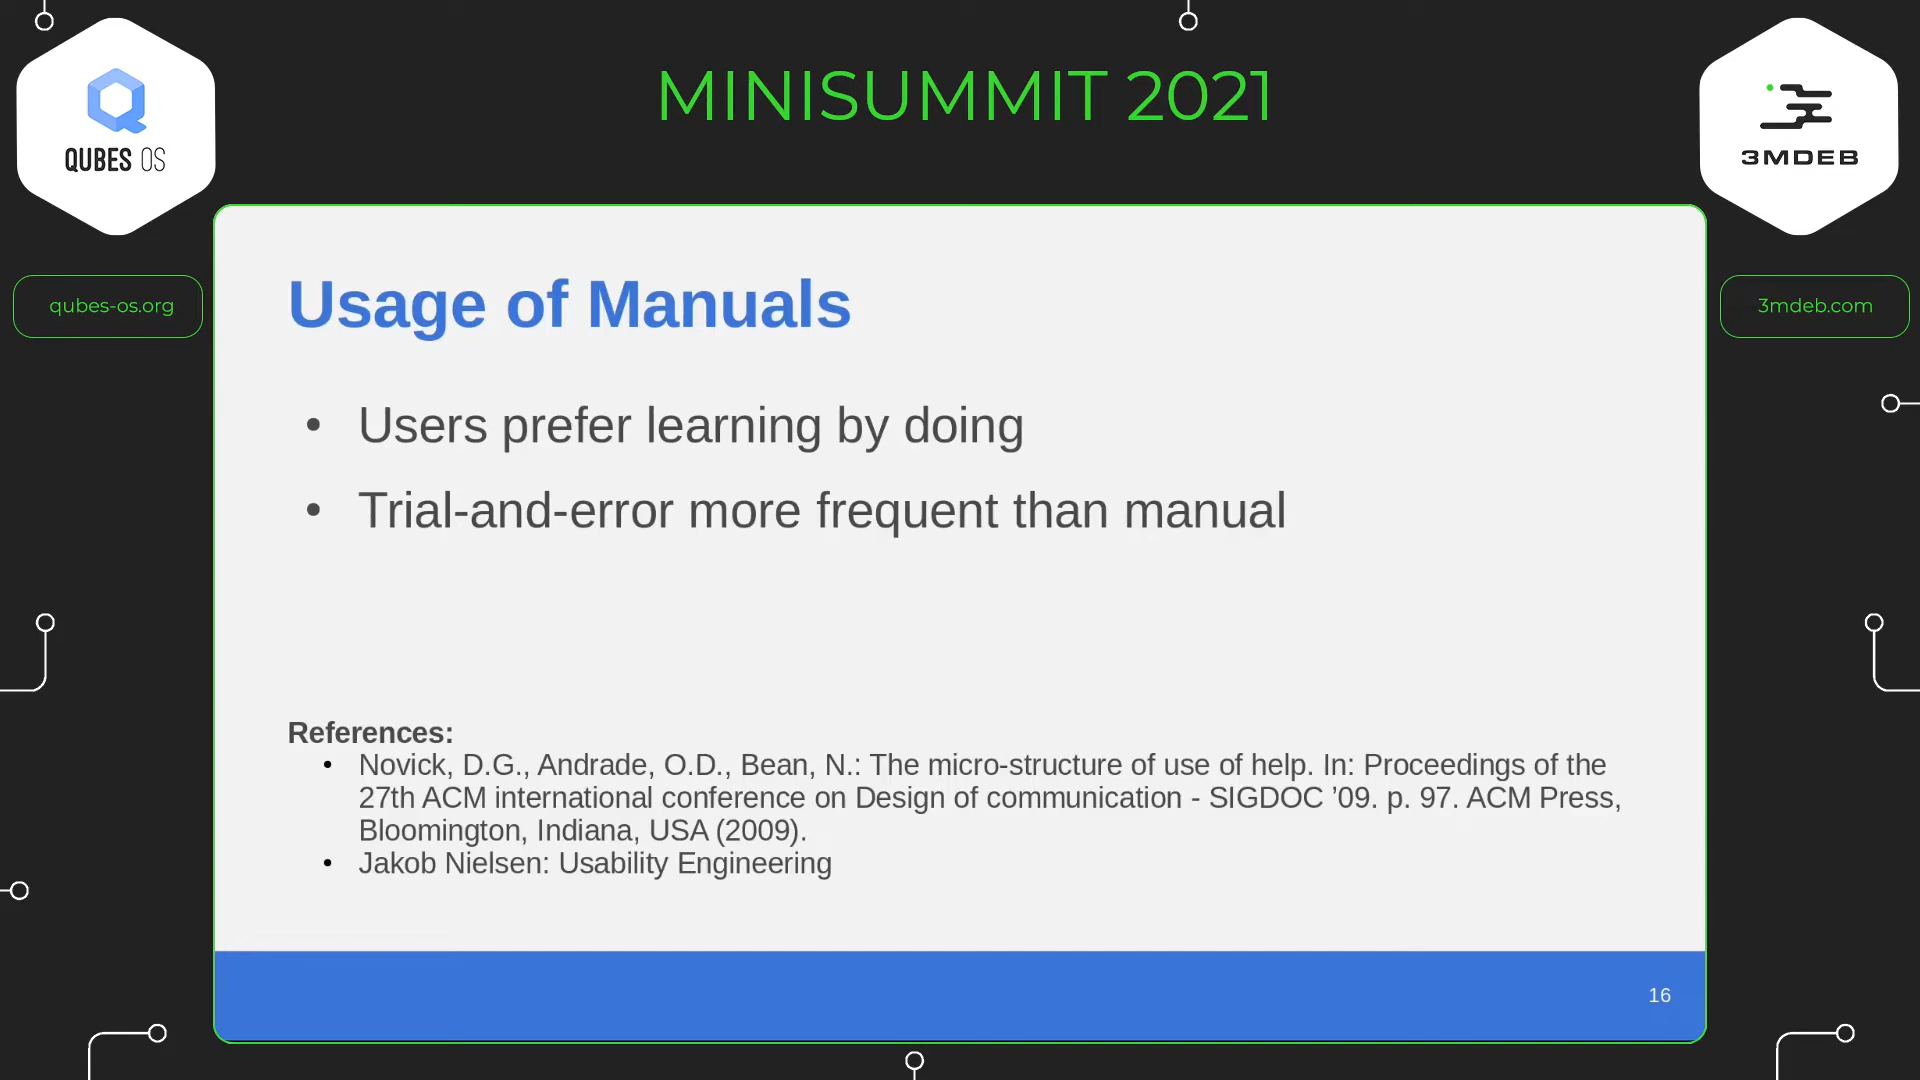 MINISUMMIT 2021
QUBES OS
3MDEB
qubes-os.org
3mdeb.com
Usage of Manuals
• Users prefer learning by doing
• Trial-and-error more frequent than manual
References:
• Novick, D.G., Andrade, O.D., Bean, N.: The micro-structure of use of help. In: Proceedings of the
27th ACM international conference on Design of communication - SIGDOC ’09. p. 97. ACM Press,
Bloomington, Indiana, USA (2009).
• Jakob Nielsen: Usability Engineering
16